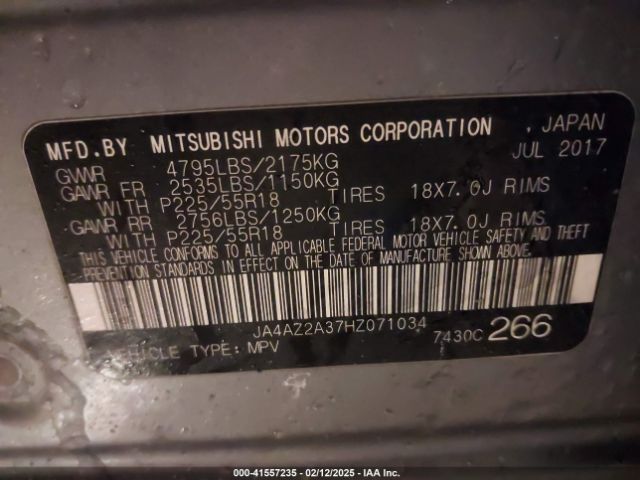 MFD.BY MITSUBISHI MOTORS CORPORATION , JAPAN
GVWR 4795LBS/2175KG JUL 2017
GAWR FR 2535LBS/1150KG
WITH P225/55R18 TIRES 18X7.0J RIMS
GAWR RR 2756LBS/1250KG
WITH P225/55R18 TIRES 18X7.0J RIMS
THIS VEHICLE CONFORMS TO ALL APPLICABLE FEDERAL MOTOR VEHICLE SAFETY AND THEFT
PREVENTION STANDARDS IN EFFECT ON THE DATE OF MANUFACTURE SHOWN ABOVE.
JA4AZ2A37HZ071034
VEHICLE TYPE: MPV 7430C 266
000-41557235 - 02/12/2025 - IAA Inc.